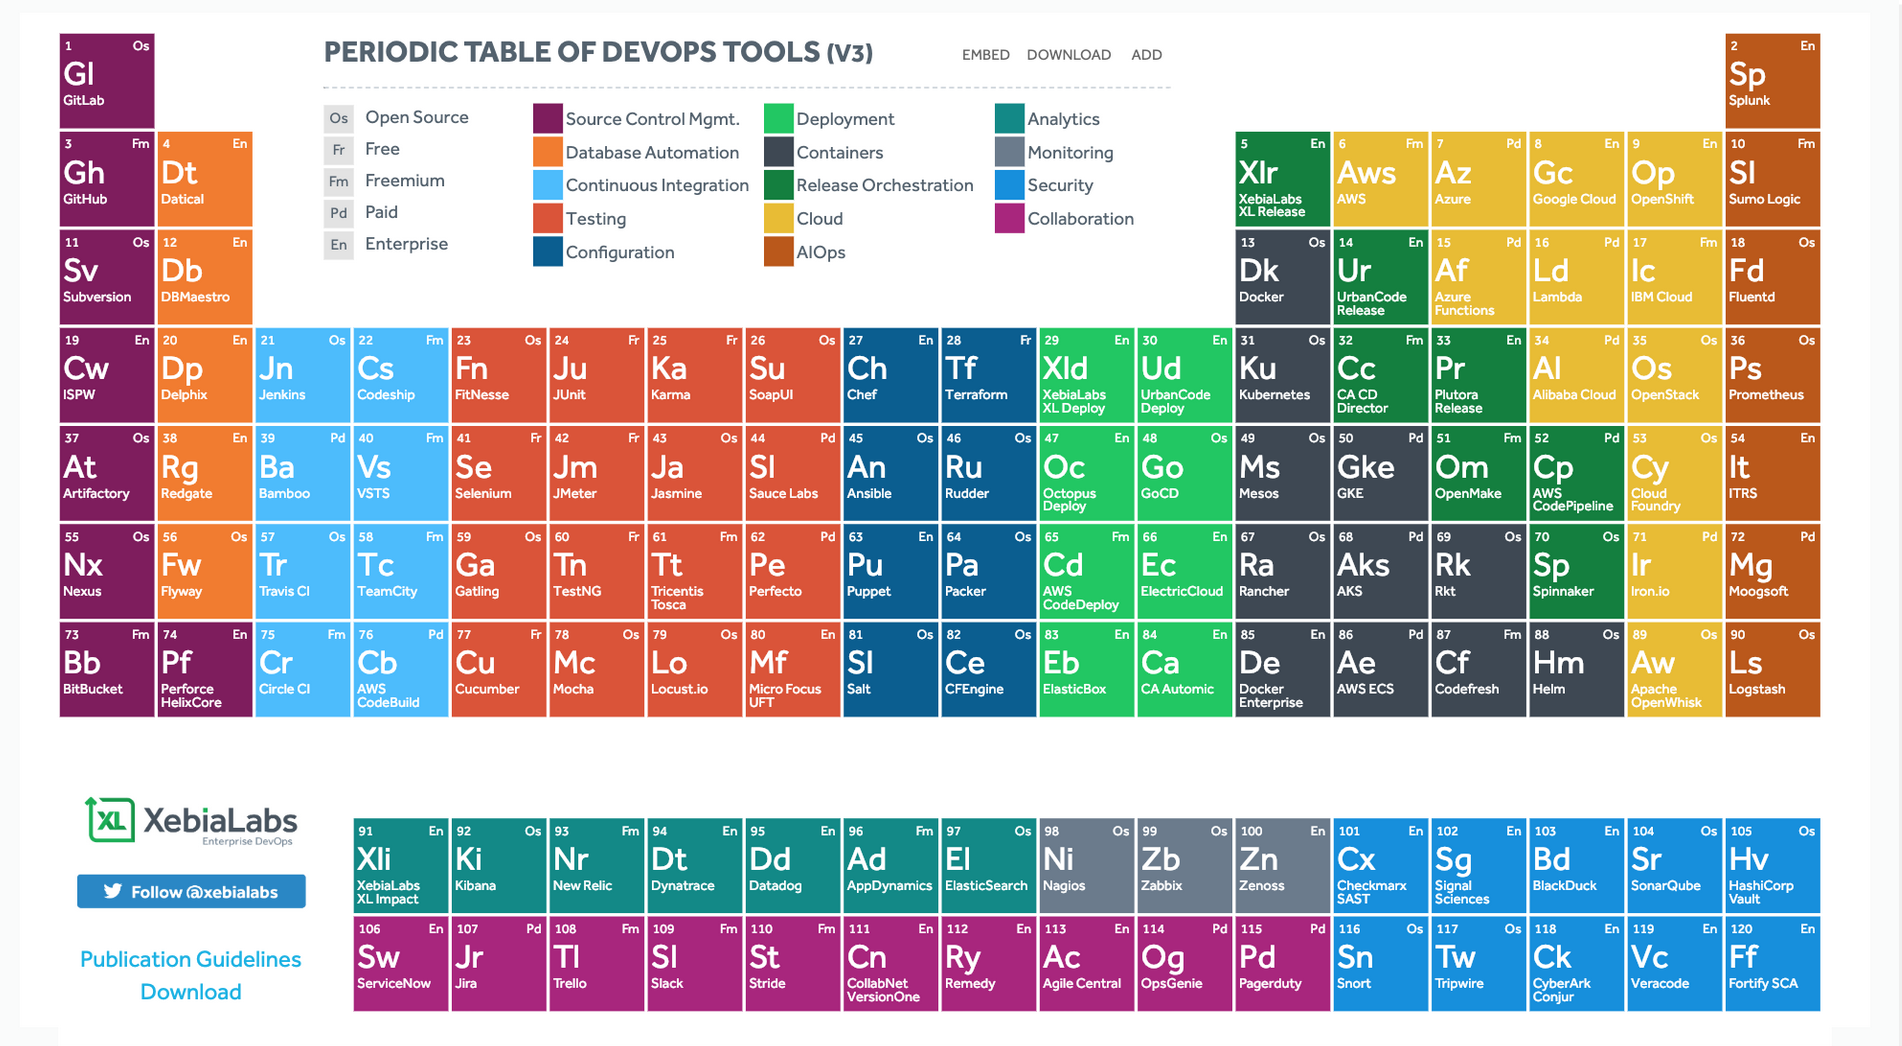 PERIODIC TABLE OF DEVOPS TOOLS (V3)
EMBED DOWNLOAD ADD
Os Open Source
Fr Free
Fm Freemium
Pd Paid
En Enterprise
Source Control Mgmt.
Database Automation
Continuous Integration
Testing
Configuration
Deployment
Containers
Release Orchestration
Cloud
AIOps
Analytics
Monitoring
Security
Collaboration
1 Os
Gl
GitLab
2 En
Sp
Splunk
3 Fm
Gh
GitHub
4 En
Dt
Datical
5 En
Xlr
XebiaLabs
XL Release
6 Fm
Aws
AWS
7 Pd
Az
Azure
8 En
Gc
Google Cloud
9 En
Op
OpenShift
10 Fm
Sl
Sumo Logic
11 Os
Sv
Subversion
12 En
Db
DBMaestro
13 Os
Dk
Docker
14 En
Ur
UrbanCode
Release
15 Pd
Af
Azure
Functions
16 Pd
Ld
Lambda
17 Fm
Ic
IBM Cloud
18 Os
Fd
Fluentd
19 En
Cw
ISPW
20 En
Dp
Delphix
21 Os
Jn
Jenkins
22 Fm
Cs
Codeship
23 Os
Fn
FitNesse
24 Fr
Ju
JUnit
25 Fr
Ka
Karma
26 Os
Su
SoapUI
27 En
Ch
Chef
28 Fr
Tf
Terraform
29 En
Xld
XebiaLabs
XL Deploy
30 En
Ud
UrbanCode
Deploy
31 Os
Ku
Kubernetes
32 Fm
Cc
CA CD
Director
33 En
Pr
Plutora
Release
34 Pd
Al
Alibaba Cloud
35 Os
Os
OpenStack
36 Os
Ps
Prometheus
37 Os
At
Artifactory
38 En
Rg
Redgate
39 Pd
Ba
Bamboo
40 Fm
Vs
VSTS
41 Fr
Se
Selenium
42 Fr
Jm
JMeter
43 Os
Ja
Jasmine
44 Pd
Sl
Sauce Labs
45 Os
An
Ansible
46 Os
Ru
Rudder
47 En
Oc
Octopus
Deploy
48 Os
Go
GoCD
49 Os
Ms
Mesos
50 Pd
Gke
GKE
51 Fm
Om
OpenMake
52 Pd
Cp
AWS
CodePipeline
53 Os
Cy
Cloud
Foundry
54 En
It
ITRS
55 Os
Nx
Nexus
56 Os
Fw
Flyway
57 Os
Tr
Travis CI
58 Fm
Tc
TeamCity
59 Os
Ga
Gatling
60 Fr
Tn
TestNG
61 Fm
Tt
Tricentis
Tosca
62 Pd
Pe
Perfecto
63 En
Pu
Puppet
64 Os
Pa
Packer
65 Fm
Cd
AWS
CodeDeploy
66 En
Ec
ElectricCloud
67 Os
Ra
Rancher
68 Pd
Aks
AKS
69 Os
Rk
Rkt
70 Os
Sp
Spinnaker
71 Pd
Ir
Iron.io
72 Pd
Mg
Moogsoft
73 Fm
Bb
BitBucket
74 En
Pf
Perforce
HelixCore
75 Fm
Cr
Circle CI
76 Pd
Cb
AWS
CodeBuild
77 Fr
Cu
Cucumber
78 Os
Mc
Mocha
79 Os
Lo
Locust.io
80 En
Mf
Micro Focus
UFT
81 Os
Sl
Salt
82 Os
Ce
CFEngine
83 En
Eb
ElasticBox
84 En
Ca
CA Automic
85 En
De
Docker
Enterprise
86 Pd
Ae
AWS ECS
87 Fm
Cf
Codefresh
88 Os
Hm
Helm
89 Os
Aw
Apache
OpenWhisk
90 Os
Ls
Logstash
XL XebiaLabs
Enterprise DevOps
Follow @xebialabs
Publication Guidelines
Download
91 En
Xli
XebiaLabs
XL Impact
92 Os
Ki
Kibana
93 Fm
Nr
New Relic
94 En
Dt
Dynatrace
95 En
Dd
Datadog
96 Fm
Ad
AppDynamics
97 Os
El
ElasticSearch
98 Os
Ni
Nagios
99 Os
Zb
Zabbix
100 En
Zn
Zenoss
101 En
Cx
Checkmarx
SAST
102 En
Sg
Signal
Sciences
103 En
Bd
BlackDuck
104 Os
Sr
SonarQube
105 Os
Hv
HashiCorp
Vault
106 En
Sw
ServiceNow
107 Pd
Jr
Jira
108 Fm
Tl
Trello
109 Fm
Sl
Slack
110 Fm
St
Stride
111 En
Cn
CollabNet
VersionOne
112 En
Ry
Remedy
113 En
Ac
Agile Central
114 Pd
Og
OpsGenie
115 Pd
Pd
Pagerduty
116 Os
Sn
Snort
117 Os
Tw
Tripwire
118 En
Ck
CyberArk
Conjur
119 En
Vc
Veracode
120 En
Ff
Fortify SCA